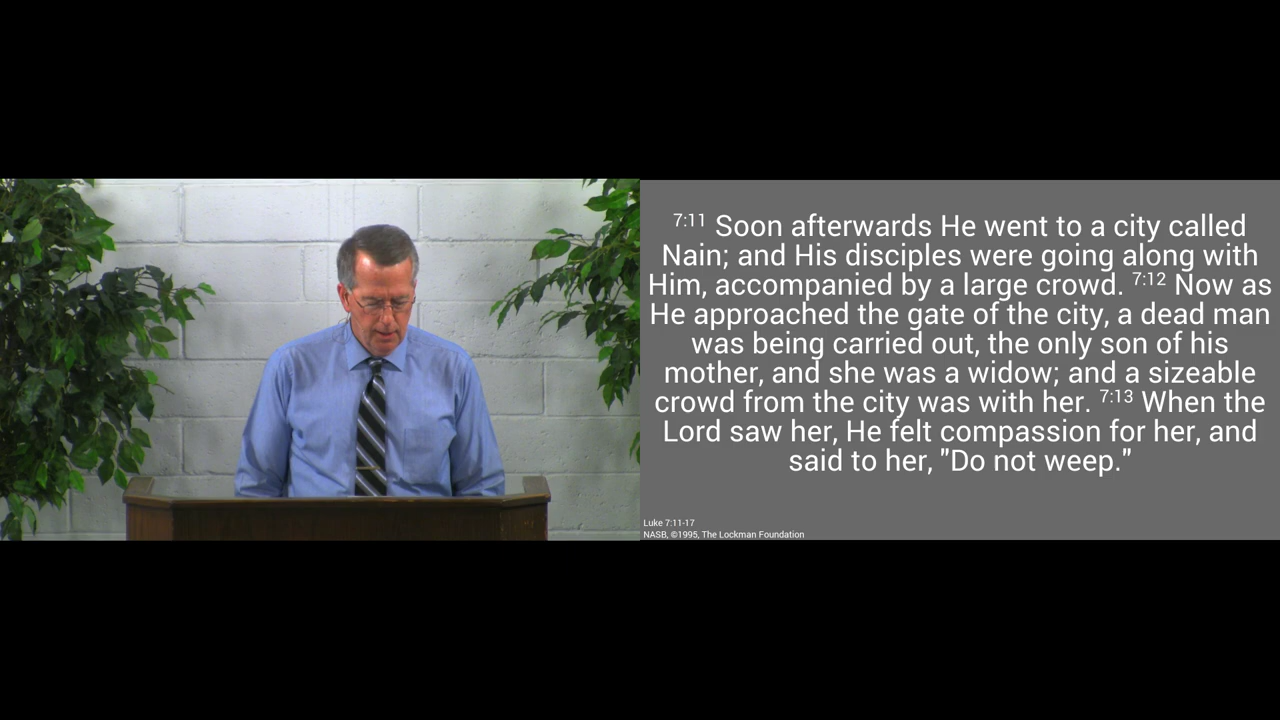 7:11 Soon afterwards He went to a city called
Nain; and His disciples were going along with
Him, accompanied by a large crowd. 7:12 Now as
He approached the gate of the city, a dead man
was being carried out, the only son of his
mother, and she was a widow; and a sizeable
crowd from the city was with her. 7:13 When the
Lord saw her, He felt compassion for her, and
said to her, "Do not weep."
Luke 7:11-17
NASB, ©1995, The Lockman Foundation